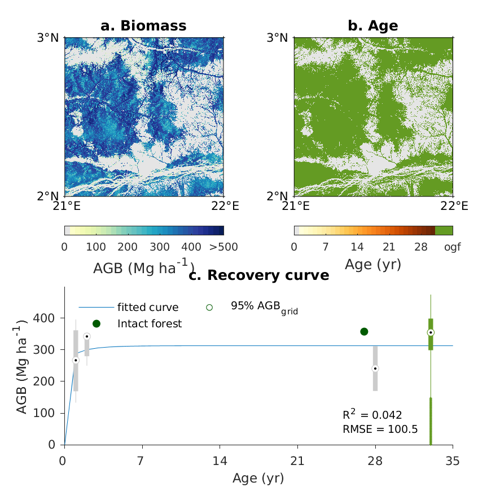 a. Biomass
b. Age
3°N
3°N
2°N
2°N
21°E
22°E
21°E
22°E
0 100 200 300 400 >500
0 7 14 21 28 ogf
AGB (Mg ha⁻¹)
Age (yr)
c. Recovery curve
fitted curve
95% AGB_grid
Intact forest
400
300
200
100
0
AGB (Mg ha⁻¹)
R² = 0.042
RMSE = 100.5
0 7 14 21 28 35
Age (yr)